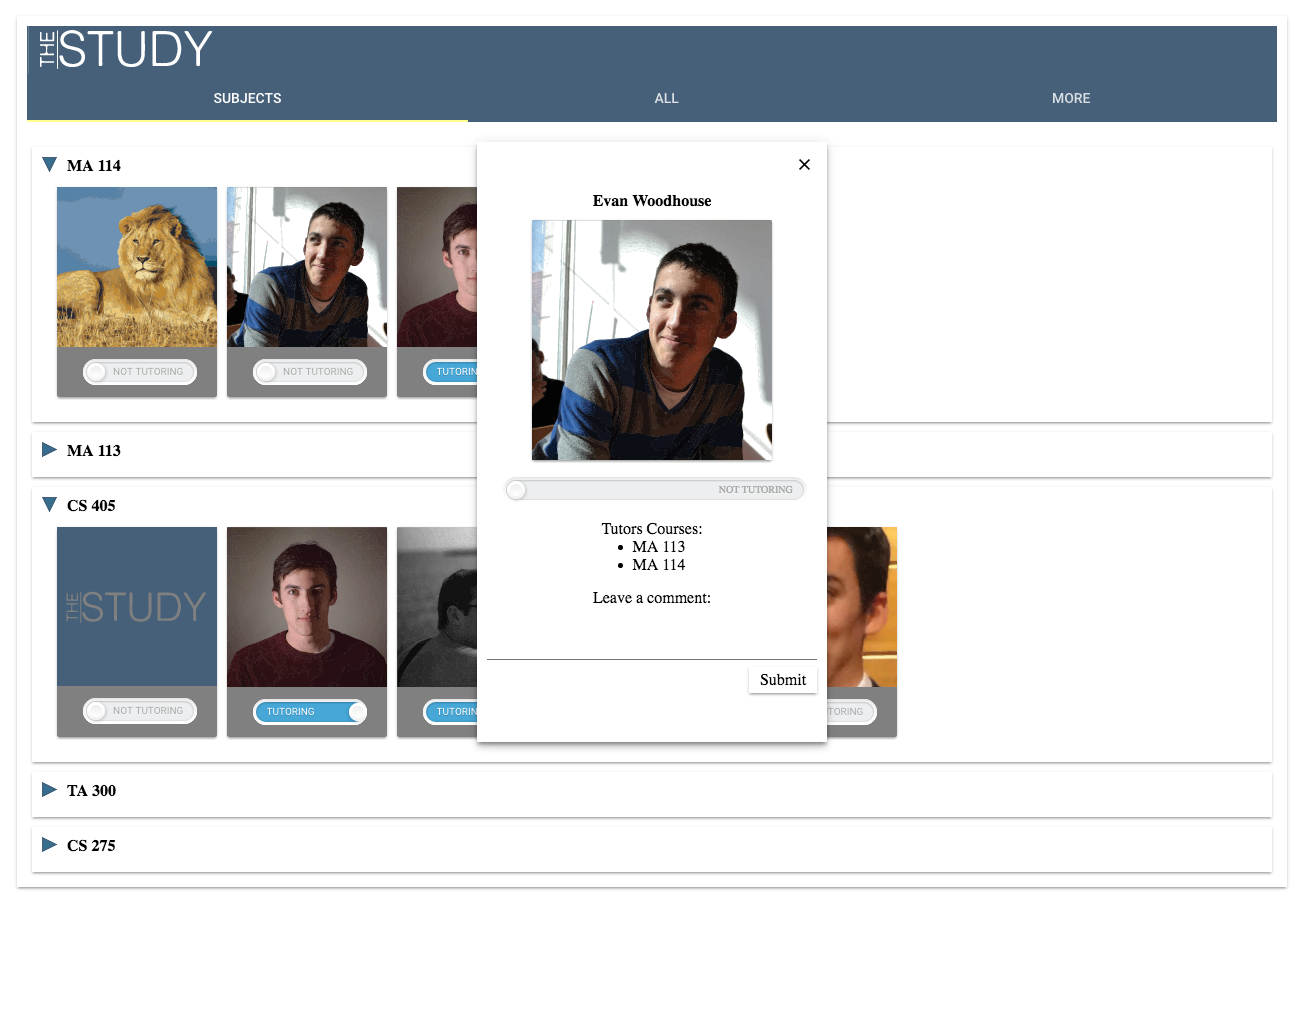 THE STUDY
SUBJECTS ALL MORE
MA 114
NOT TUTORING NOT TUTORING TUTORIN
MA 113
CS 405
THE STUDY
NOT TUTORING TUTORING TUTORIN TORING
TA 300
CS 275
Evan Woodhouse
NOT TUTORING
Tutors Courses:
MA 113
MA 114
Leave a comment:
Submit